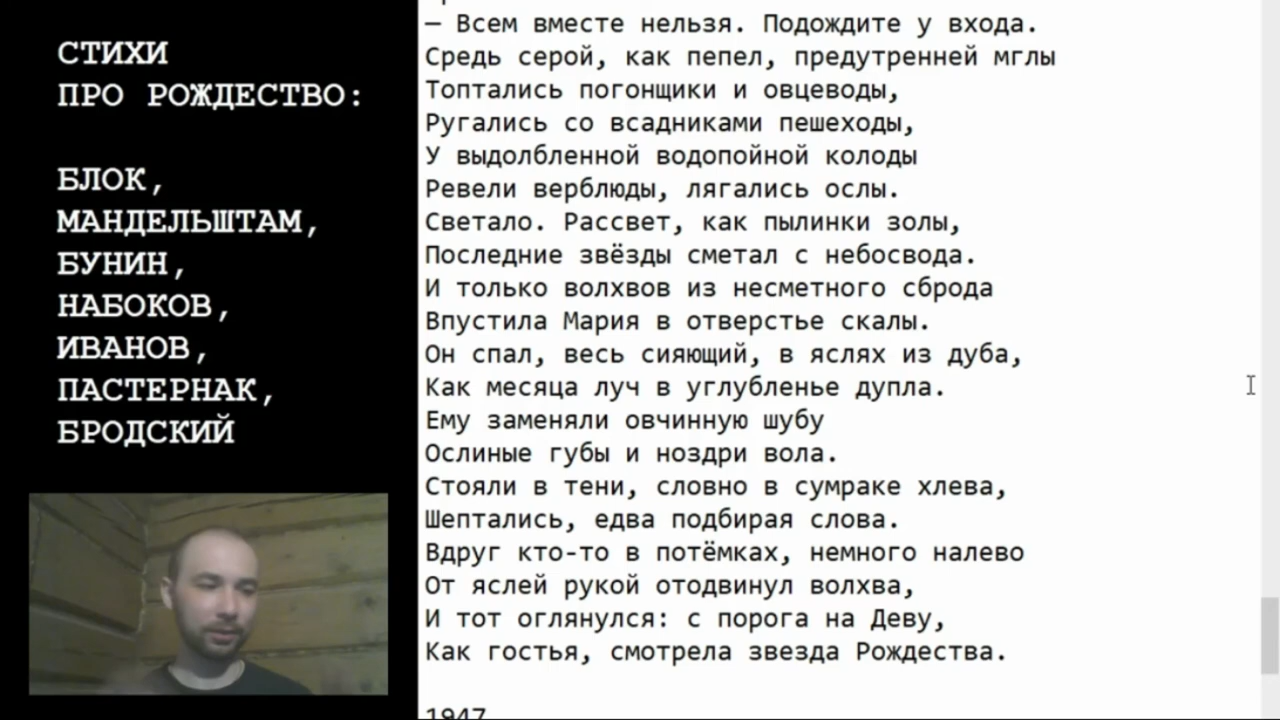 СТИХИ
ПРО РОЖДЕСТВО:
БЛОК,
МАНДЕЛЬШТАМ,
БУНИН,
НАБОКОВ,
ИВАНОВ,
ПАСТЕРНАК,
БРОДСКИЙ
— Всем вместе нельзя. Подождите у входа.
Средь серой, как пепел, предутренней мглы
Топтались погонщики и овцеводы,
Ругались со всадниками пешеходы,
У выдолбленной водопойной колоды
Ревели верблюды, лягались ослы.
Светало. Рассвет, как пылинки золы,
Последние звёзды сметал с небосвода.
И только волхвов из несметного сброда
Впустила Мария в отверстье скалы.
Он спал, весь сияющий, в яслях из дуба,
Как месяца луч в углубленье дупла.
Ему заменяли овчинную шубу
Ослиные губы и ноздри вола.
Стояли в тени, словно в сумраке хлева,
Шептались, едва подбирая слова.
Вдруг кто-то в потёмках, немного налево
От яслей рукой отодвинул волхва,
И тот оглянулся: с порога на Деву,
Как гостья, смотрела звезда Рождества.
1947